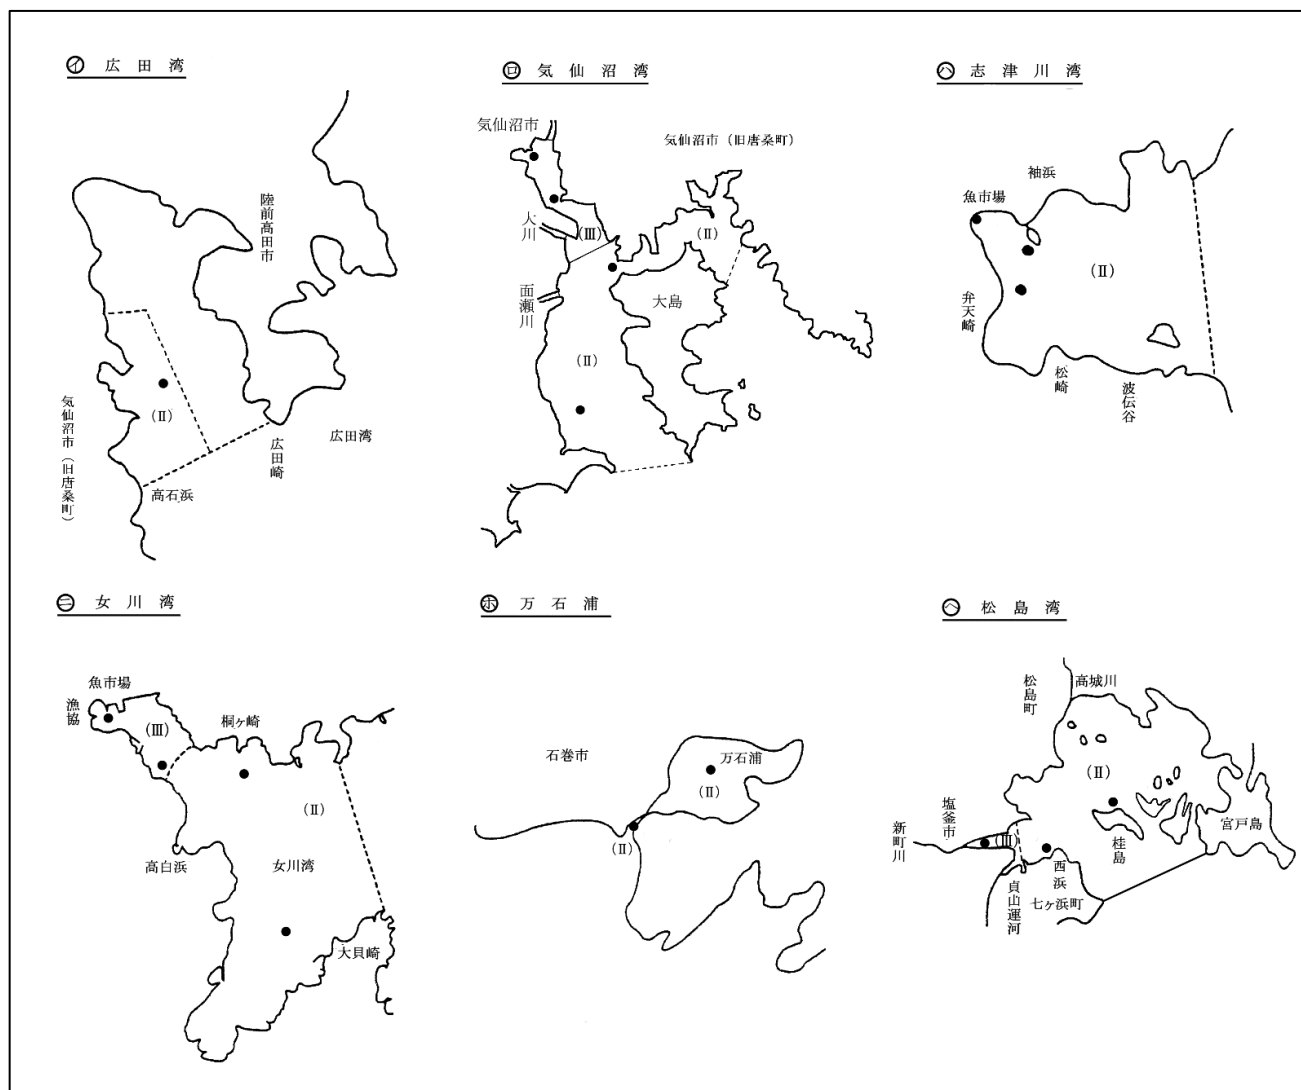 ㋑ 広田湾
陸前高田市
(Ⅱ)
気仙沼市（旧唐桑町）
高石浜
広田崎
広田湾
㋺ 気仙沼湾
気仙沼市
気仙沼市（旧唐桑町）
大川
(Ⅲ)
(Ⅱ)
面瀬川
大島
(Ⅱ)
㋩ 志津川湾
袖浜
魚市場
(Ⅱ)
弁天崎
松崎
波伝谷
㋥ 女川湾
魚市場
漁協
(Ⅲ)
桐ヶ崎
(Ⅱ)
高白浜
女川湾
大貝崎
㋭ 万石浦
石巻市
万石浦
(Ⅱ)
(Ⅱ)
㋬ 松島湾
松島町
高城川
(Ⅱ)
塩釜市
新町川
(Ⅲ)
貞山運河
西浜
七ヶ浜町
桂島
宮戸島